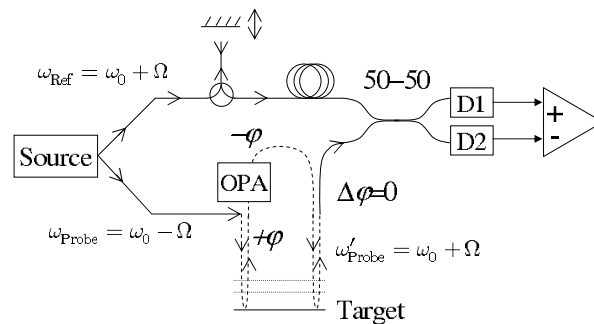 ω_Ref = ω_0 + Ω
50–50
D1
+
D2
-
Source
−φ
OPA
Δφ=0
ω_Probe = ω_0 − Ω
+φ
ω′_Probe = ω_0 + Ω
Target